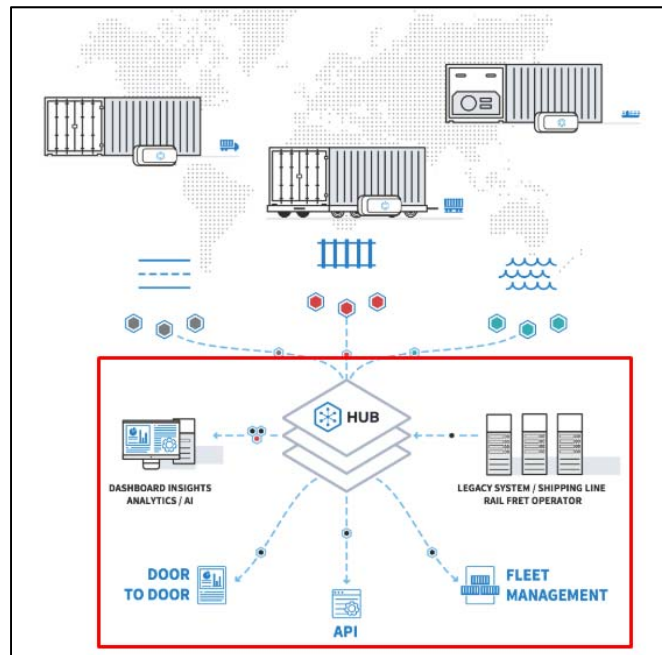 HUB
DASHBOARD INSIGHTS
ANALYTICS / AI
LEGACY SYSTEM / SHIPPING LINE
RAIL FRET OPERATOR
DOOR
TO DOOR
API
FLEET
MANAGEMENT